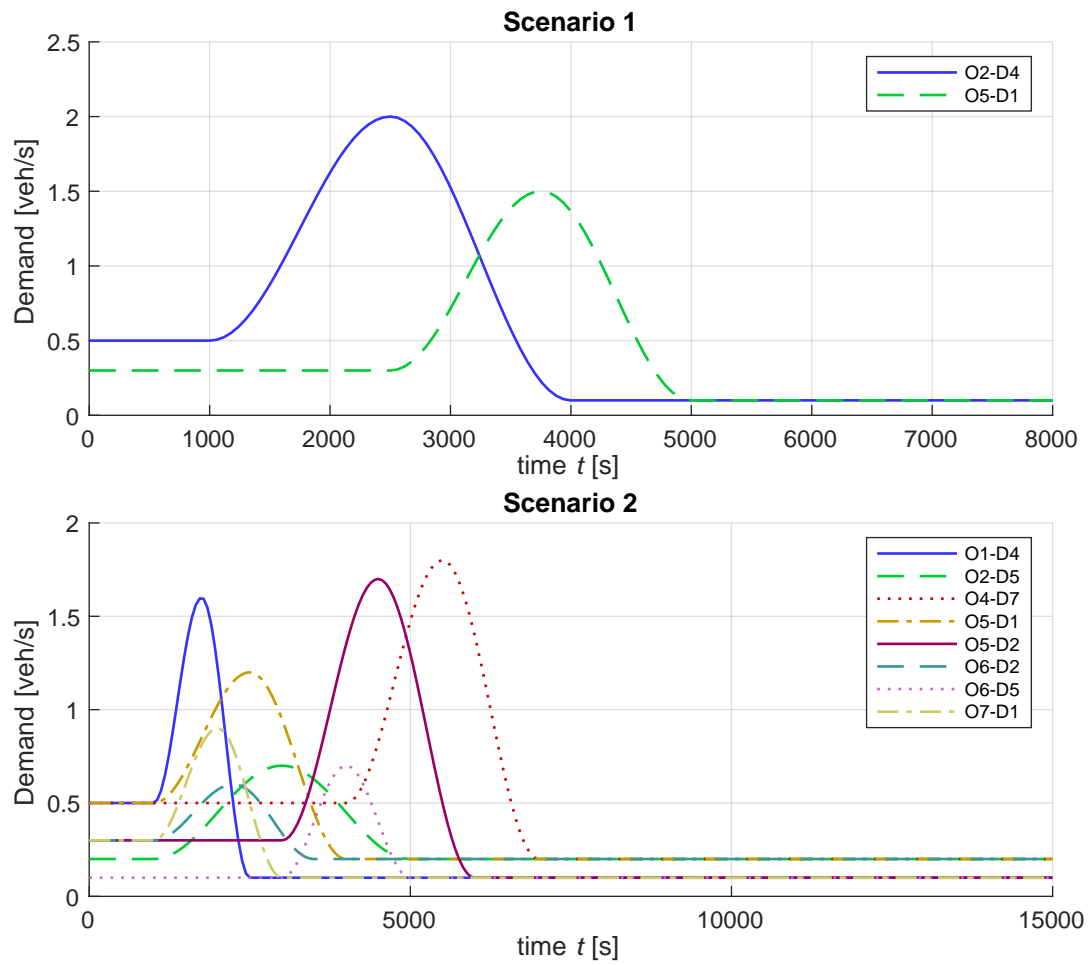 Scenario 1
2.5
2
1.5
1
0.5
0
Demand [veh/s]
O2-D4
O5-D1
0 1000 2000 3000 4000 5000 6000 7000 8000
time t [s]
Scenario 2
2
1.5
1
0.5
0
Demand [veh/s]
O1-D4
O2-D5
O4-D7
O5-D1
O5-D2
O6-D2
O6-D5
O7-D1
0 5000 10000 15000
time t [s]